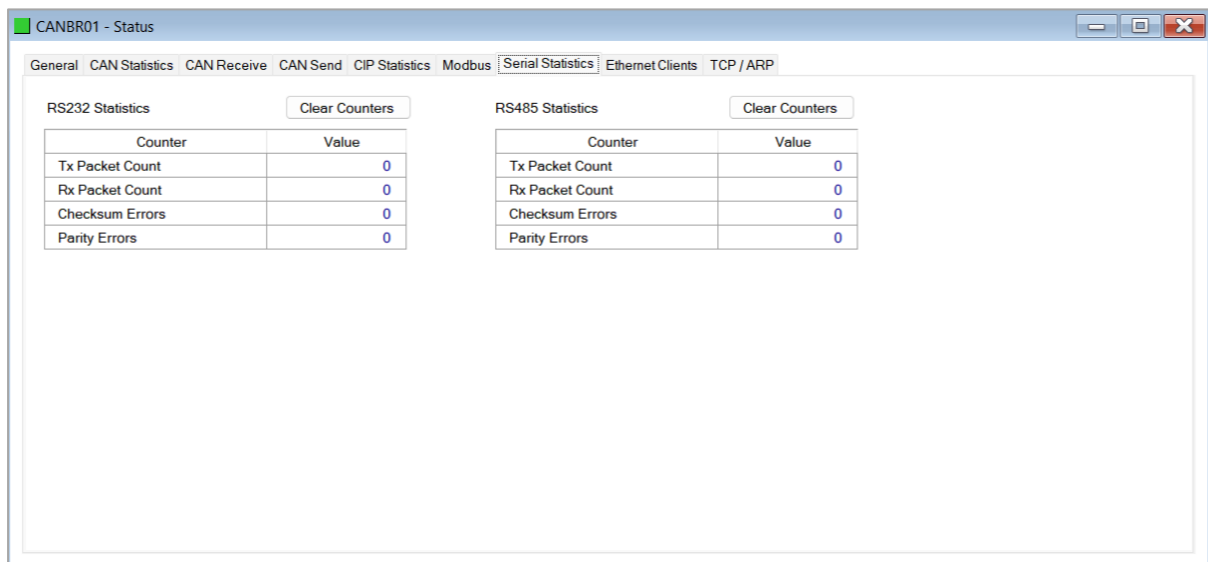 CANBR01 - Status
General CAN Statistics CAN Receive CAN Send CIP Statistics Modbus Serial Statistics Ethernet Clients TCP / ARP
RS232 Statistics Clear Counters RS485 Statistics Clear Counters
Counter Value Counter Value
Tx Packet Count 0 Tx Packet Count 0
Rx Packet Count 0 Rx Packet Count 0
Checksum Errors 0 Checksum Errors 0
Parity Errors 0 Parity Errors 0